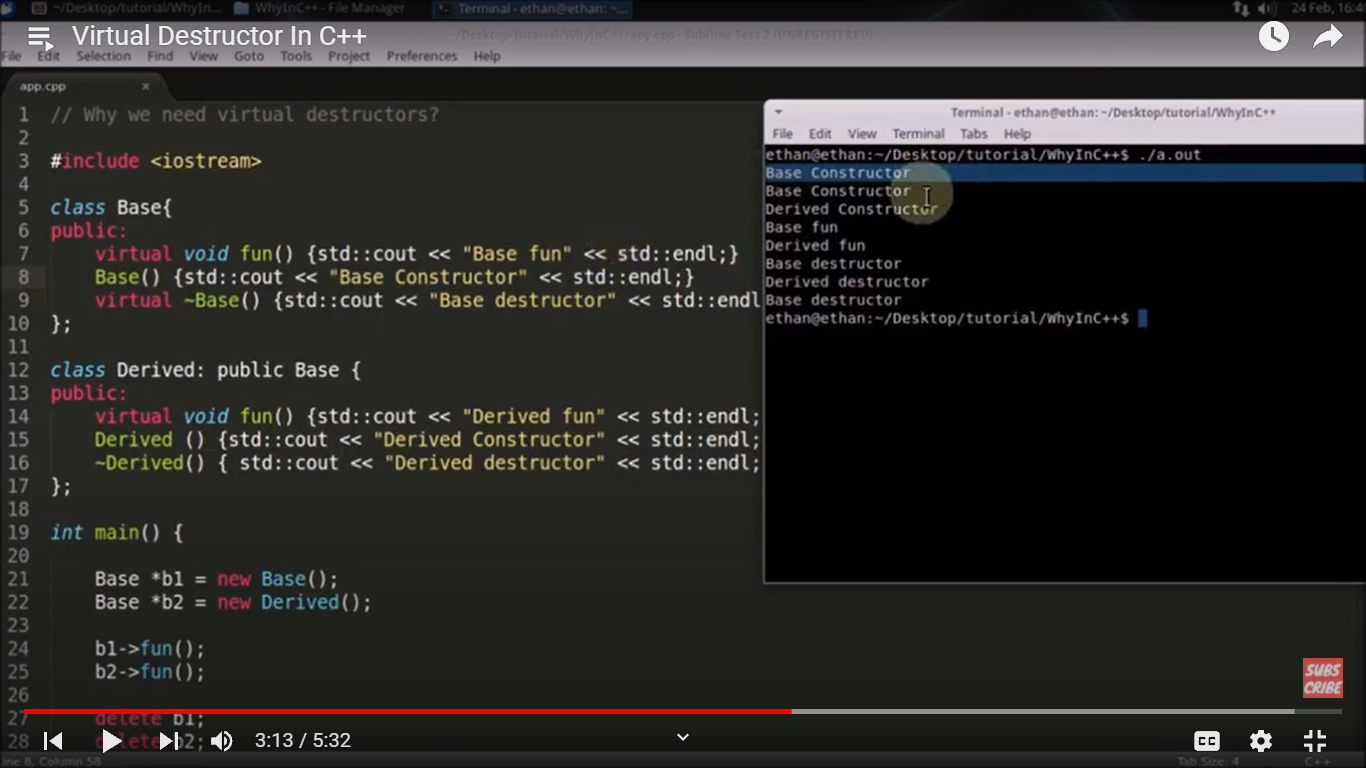 ~/Desktop/tutorial/WhyIn... WhyInC++ - File Manager Terminal - ethan@ethan: ~... 24 Feb, 16:4
Virtual Destructor In C++
~/Desktop/tutorial/WhyInC++/app.cpp - Sublime Text 2 (UNREGISTERED)
File Edit Selection Find View Goto Tools Project Preferences Help
app.cpp ×
1 // Why we need virtual destructors?
2
3 #include <iostream>
4
5 class Base{
6 public:
7 virtual void fun() {std::cout << "Base fun" << std::endl;}
8 Base() {std::cout << "Base Constructor" << std::endl;}
9 virtual ~Base() {std::cout << "Base destructor" << std::endl
10 };
11
12 class Derived: public Base {
13 public:
14 virtual void fun() {std::cout << "Derived fun" << std::endl;
15 Derived () {std::cout << "Derived Constructor" << std::endl;
16 ~Derived() { std::cout << "Derived destructor" << std::endl;
17 };
18
19 int main() {
20
21 Base *b1 = new Base();
22 Base *b2 = new Derived();
23
24 b1->fun();
25 b2->fun();
26
27 delete b1;
28 delete b2;
Terminal - ethan@ethan: ~/Desktop/tutorial/WhyInC++
File Edit View Terminal Tabs Help
ethan@ethan:~/Desktop/tutorial/WhyInC++$ ./a.out
Base Constructor
Base Constructor
Derived Constructor
Base fun
Derived fun
Base destructor
Derived destructor
Base destructor
ethan@ethan:~/Desktop/tutorial/WhyInC++$
SUBS
CRIBE
3:13 / 5:32
CC
Line 8, Column 58 Tab Size: 4 C++